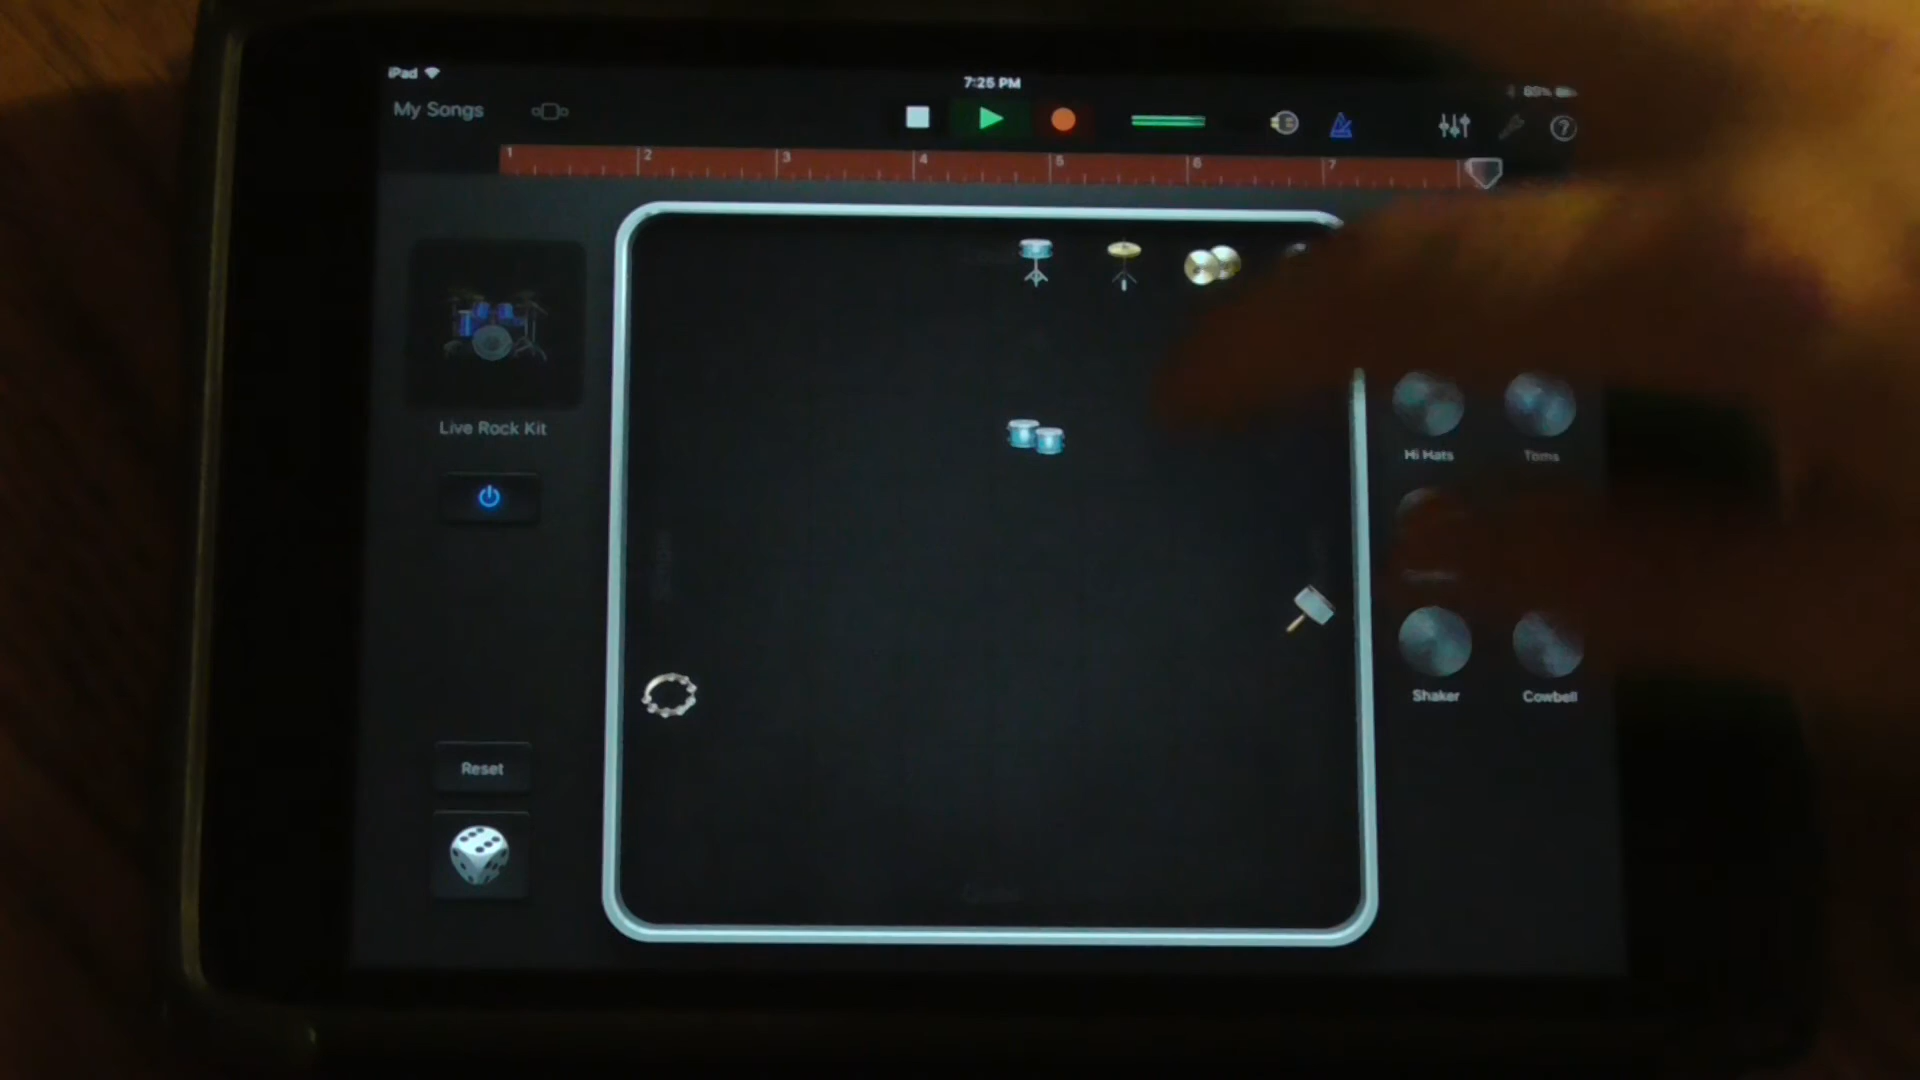 iPad
7:25 PM
69%
My Songs
1 2 3 4 5 6 7
Live Rock Kit
Hi Hats Toms
Shaker Cowbell
Reset